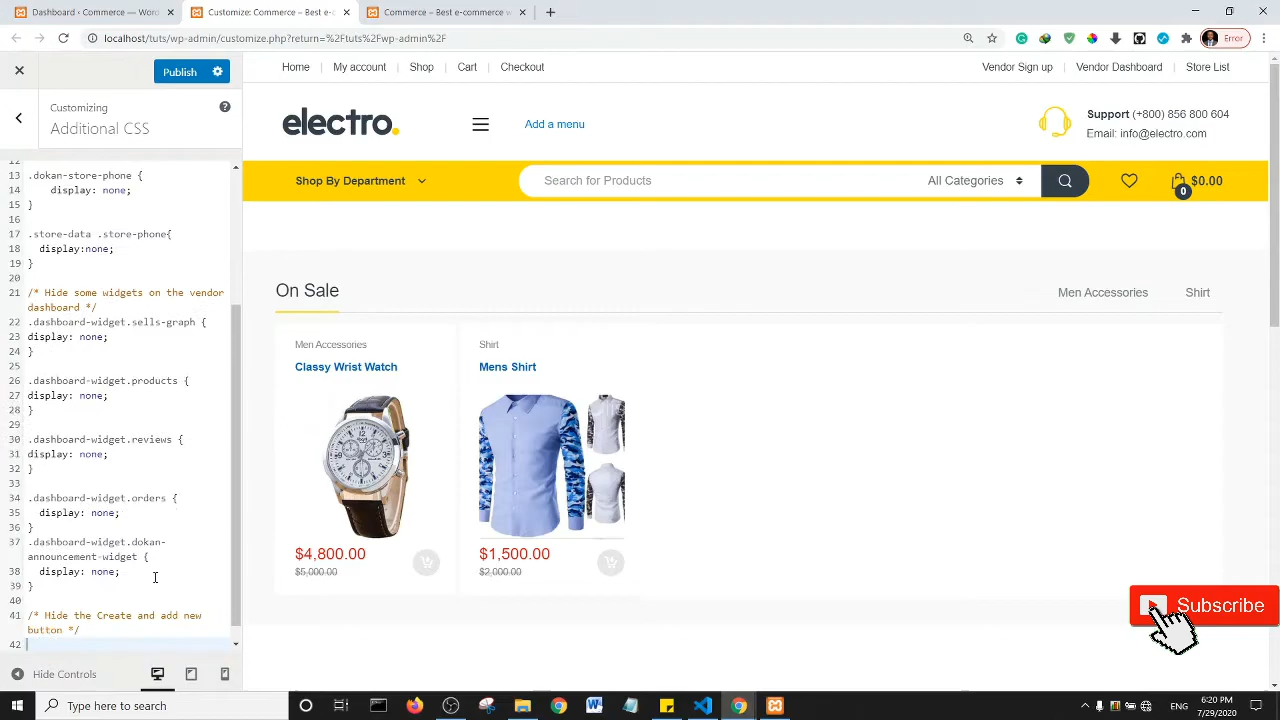 Dashboard ‹ Commerce — Word
Customize: Commerce – Best e-co
Commerce – Best e-commerce w
localhost/tuts/wp-admin/customize.php?return=%2Ftuts%2Fwp-admin%2F
Error
Publish
Customizing
Additional CSS
13 .dokan-store-phone {
14 display: none;
15 }
16
17 .store-data .store-phone{
18 display:none;
19 }
20
21 /* Hide some widgets on the vendor
dashboard */
22 .dashboard-widget.sells-graph {
23 display: none;
24 }
25
26 .dashboard-widget.products {
27 display: none;
28 }
29
30 .dashboard-widget.reviews {
31 display: none;
32 }
33
34 .dashboard-widget.orders {
35 display: none;
36 }
37 .dashboard-widget.dokan-
announcement-widget {
38 display: none;
39 }
40
41 /* Hide the Create and add new
button */
42
Hide Controls
Home
My account
Shop
Cart
Checkout
Vendor Sign up
Vendor Dashboard
Store List
electro.
Add a menu
Support (+800) 856 800 604
Email: info@electro.com
Shop By Department
Search for Products
All Categories
0
$0.00
On Sale
Men Accessories
Shirt
Men Accessories
Classy Wrist Watch
$4,800.00
$5,000.00
Shirt
Mens Shirt
$1,500.00
$2,000.00
Subscribe
Type here to search
ENG
6:20 PM
7/29/2020